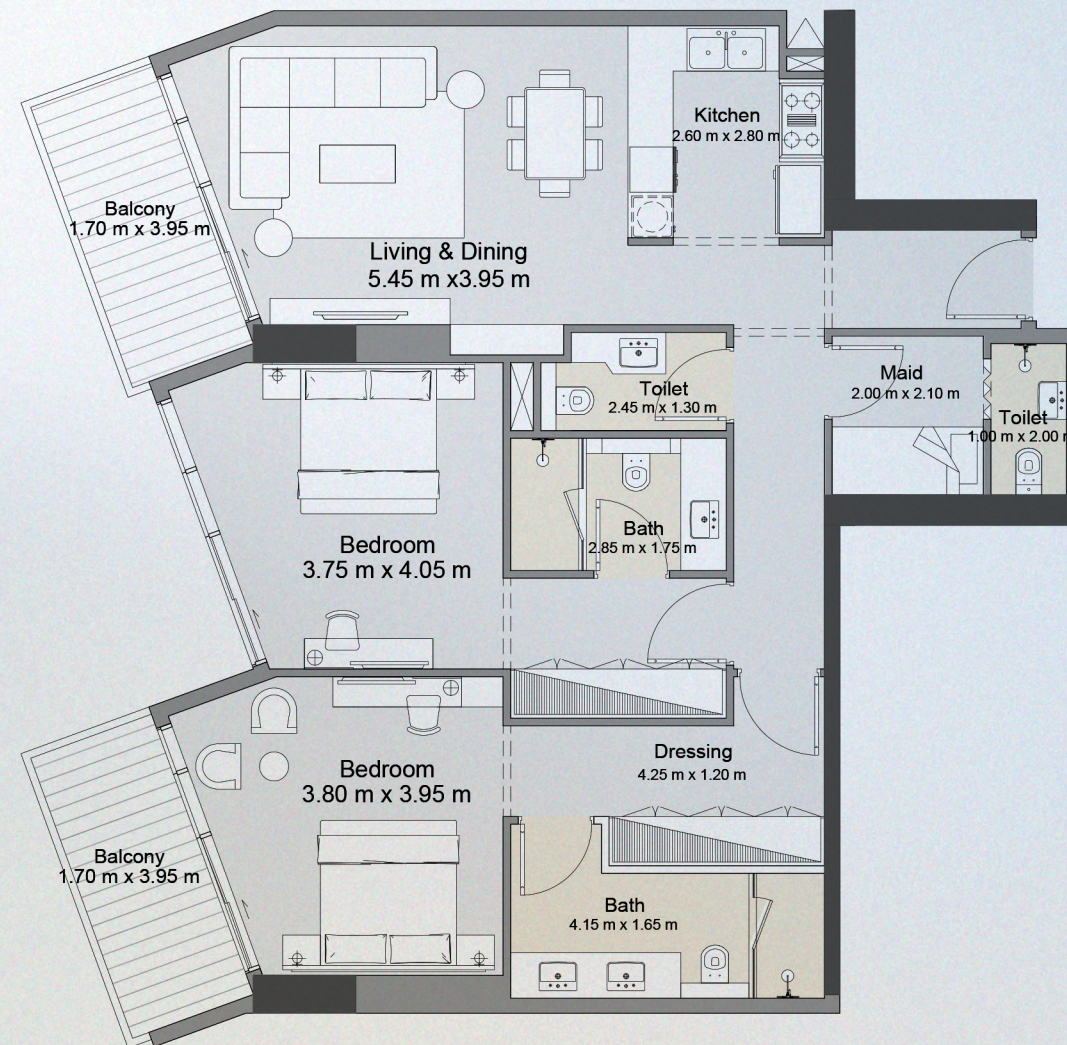 Kitchen
2.60 m x 2.80 m
Balcony
1.70 m x 3.95 m
Living & Dining
5.45 m x3.95 m
Maid
2.00 m x 2.10 m
Toilet
2.45 m x 1.30 m
Toilet
1.00 m x 2.00 m
Bath
2.85 m x 1.75 m
Bedroom
3.75 m x 4.05 m
Dressing
4.25 m x 1.20 m
Bedroom
3.80 m x 3.95 m
Balcony
1.70 m x 3.95 m
Bath
4.15 m x 1.65 m